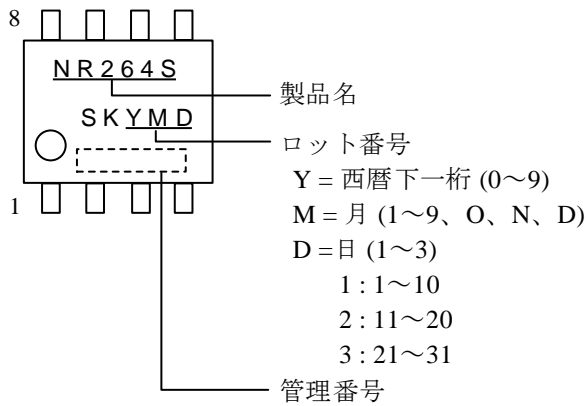 8
NR264S
SKYMD
1
製品名
ロット番号
Y = 西暦下一桁 (0～9)
M = 月 (1～9、O、N、D)
D =日 (1～3)
1 : 1～10
2 : 11～20
3 : 21～31
管理番号